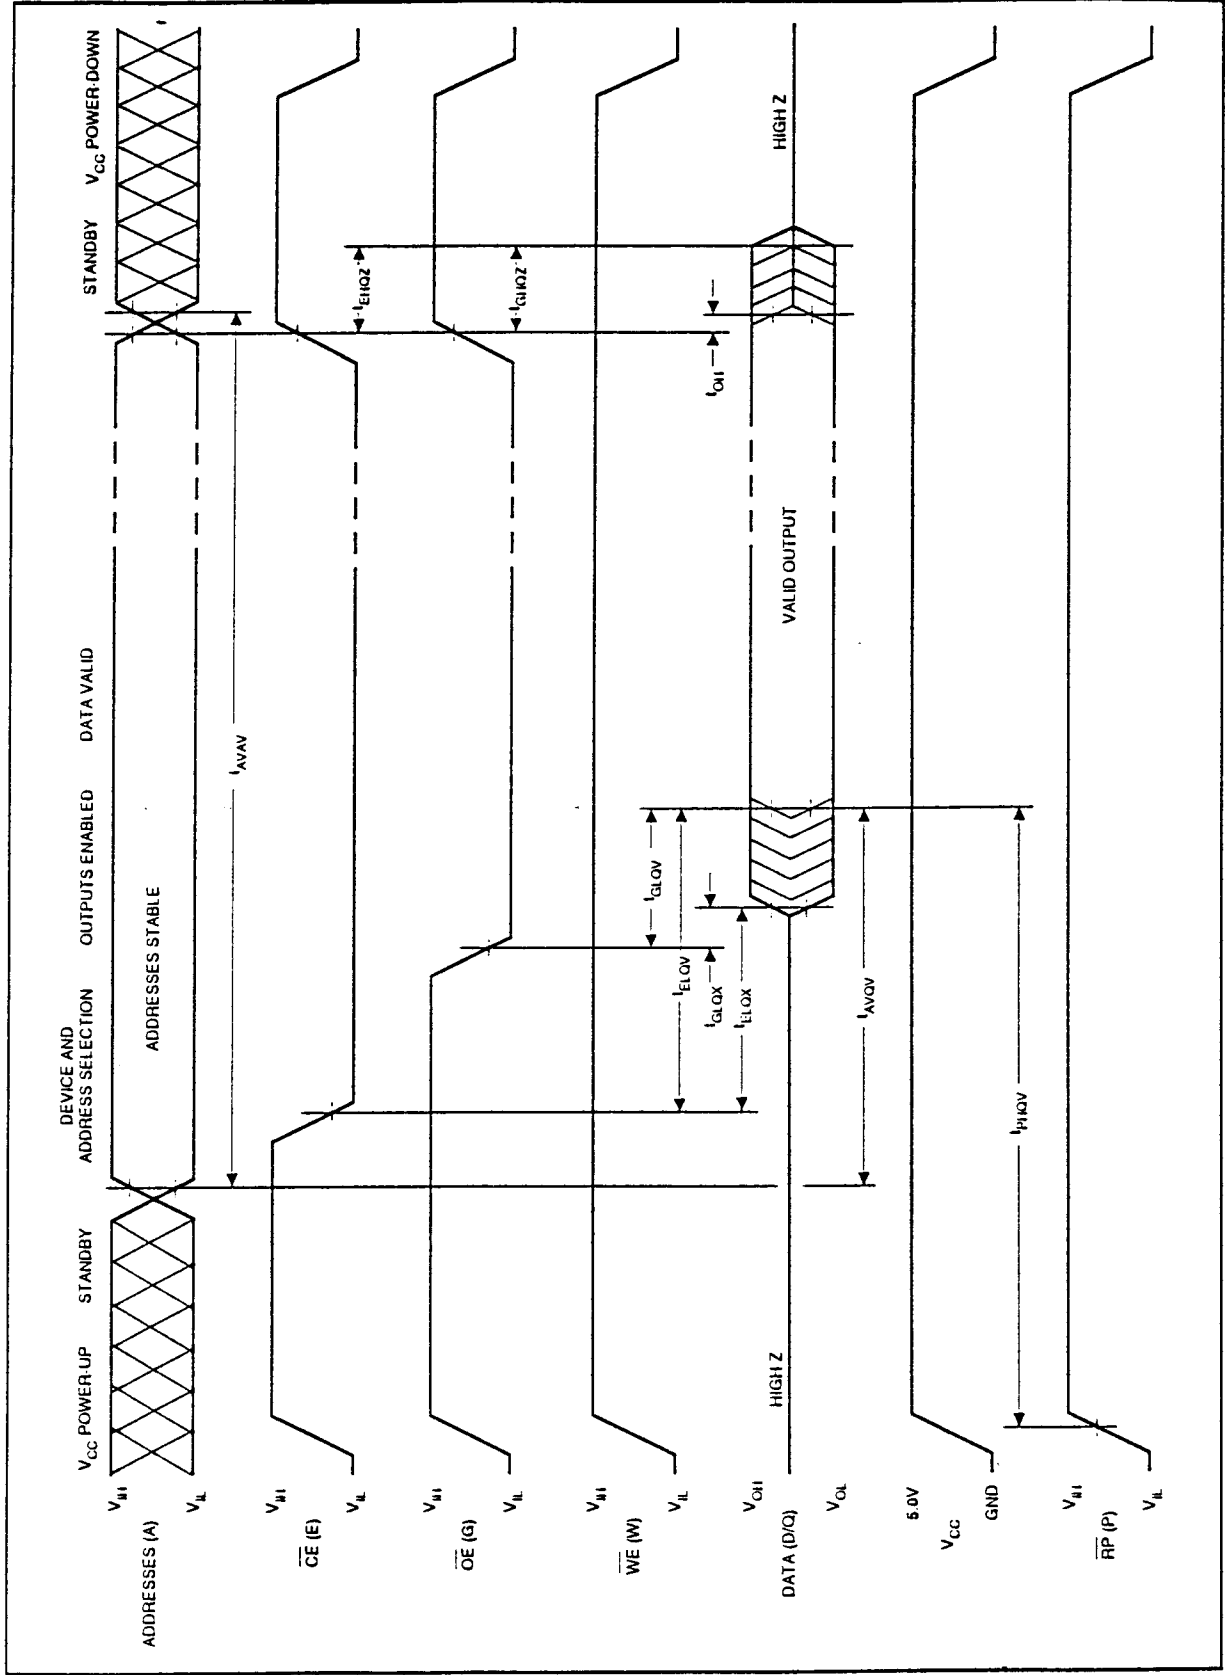 VCC POWER-UP STANDBY DEVICE AND ADDRESS SELECTION OUTPUTS ENABLED DATA VALID STANDBY VCC POWER-DOWN
ADDRESSES (A)
VIH
VIL
ADDRESSES STABLE
tAVAV
CE (E)
VIH
VIL
tEHQZ
OE (G)
VIH
VIL
tGHQZ
WE (W)
VIH
VIL
tGLQV
tELQV
tGLQX
tELQX
tOH
DATA (D/Q)
VOH
VOL
HIGH Z
VALID OUTPUT
HIGH Z
tAVQV
5.0V
VCC
GND
tPHQV
RP (P)
VIH
VIL